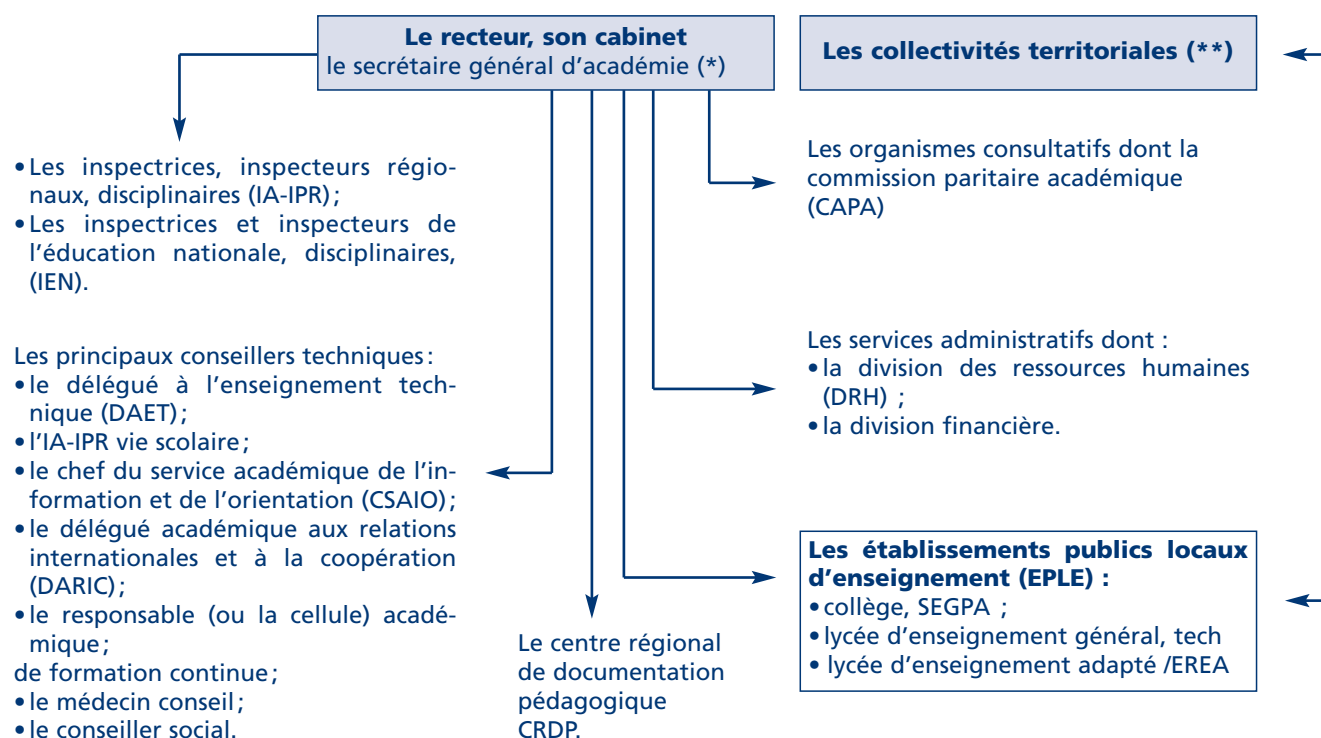 Le recteur, son cabinet
le secrétaire général d'académie (*)
Les collectivités territoriales (**)
• Les inspectrices, inspecteurs régio-
naux, disciplinaires (IA-IPR) ;
• Les inspectrices et inspecteurs de
l'éducation nationale, disciplinaires,
(IEN).
Les organismes consultatifs dont la
commission paritaire académique
(CAPA)
Les principaux conseillers techniques :
• le délégué à l'enseignement tech-
nique (DAET) ;
• l'IA-IPR vie scolaire ;
• le chef du service académique de l'in-
formation et de l'orientation (CSAIO) ;
• le délégué académique aux relations
internationales et à la coopération
(DARIC) ;
• le responsable (ou la cellule) acadé-
mique ;
de formation continue ;
• le médecin conseil ;
• le conseiller social.
Les services administratifs dont :
• la division des ressources humaines
(DRH) ;
• la division financière.
Le centre régional
de documentation
pédagogique
CRDP.
Les établissements publics locaux
d'enseignement (EPLE) :
• collège, SEGPA ;
• lycée d'enseignement général, tech
• lycée d'enseignement adapté /EREA